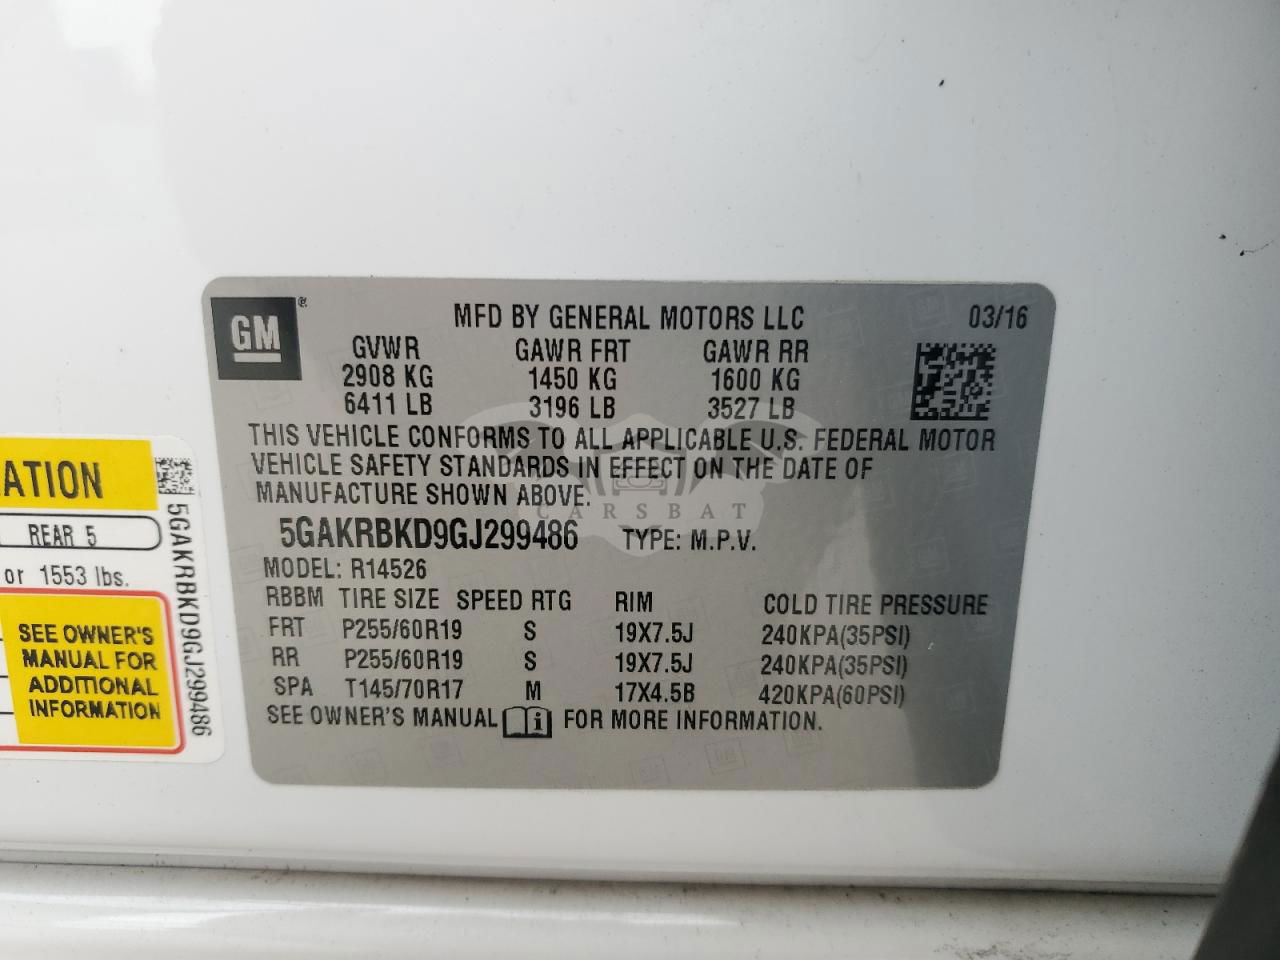 GM
MFD BY GENERAL MOTORS LLC 03/16
GVWR GAWR FRT GAWR RR
2908 KG 1450 KG 1600 KG
6411 LB 3196 LB 3527 LB
THIS VEHICLE CONFORMS TO ALL APPLICABLE U.S. FEDERAL MOTOR
VEHICLE SAFETY STANDARDS IN EFFECT ON THE DATE OF
MANUFACTURE SHOWN ABOVE.
CARSBAT
5GAKRBKD9GJ299486 TYPE: M.P.V.
MODEL: R14526
RBBM TIRE SIZE SPEED RTG RIM COLD TIRE PRESSURE
FRT P255/60R19 S 19X7.5J 240KPA(35PSI)
RR P255/60R19 S 19X7.5J 240KPA(35PSI)
SPA T145/70R17 M 17X4.5B 420KPA(60PSI)
SEE OWNER'S MANUAL i FOR MORE INFORMATION.
REAR 5
or 1553 lbs.
SEE OWNER'S
MANUAL FOR
ADDITIONAL
INFORMATION
5GAKRBKD9GJ299486